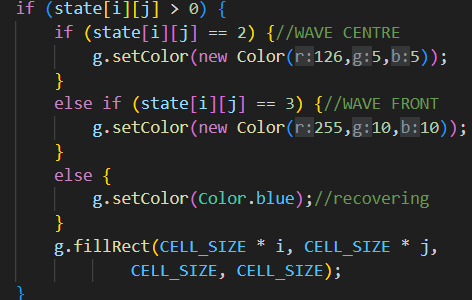 if (state[i][j] > 0) {
if (state[i][j] == 2) {//WAVE CENTRE
g.setColor(new Color(r:126,g:5,b:5));
}
else if (state[i][j] == 3) {//WAVE FRONT
g.setColor(new Color(r:255,g:10,b:10));
}
else {
g.setColor(Color.blue);//recovering
}
g.fillRect(CELL_SIZE * i, CELL_SIZE * j,
CELL_SIZE, CELL_SIZE);
}